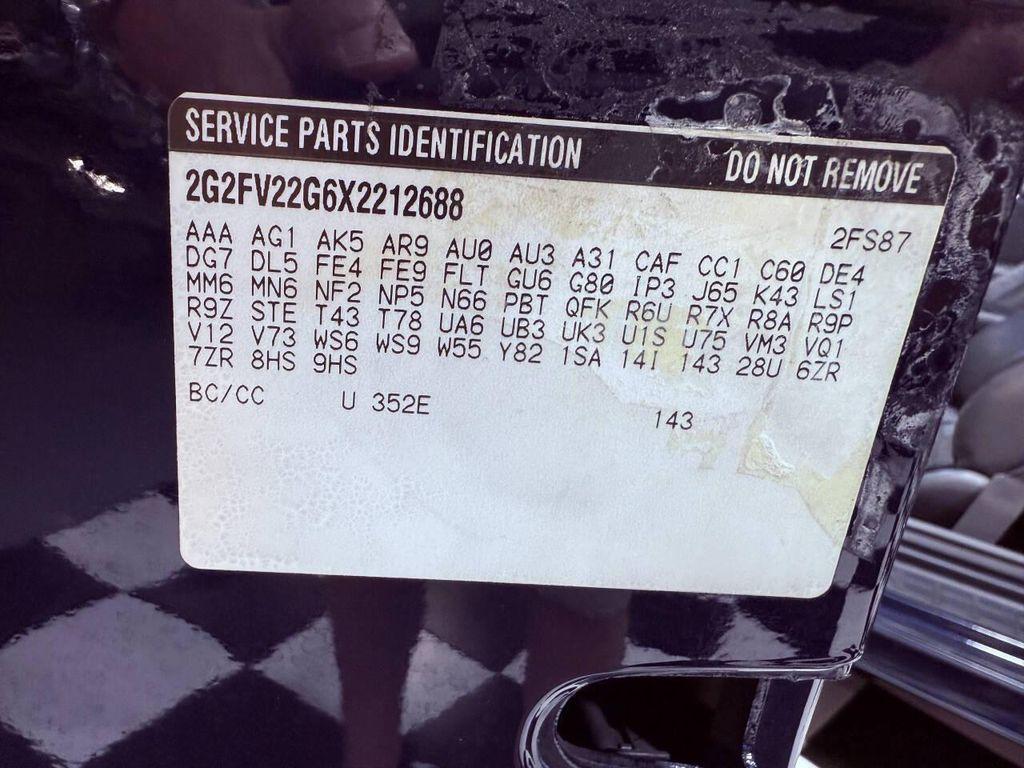 SERVICE PARTS IDENTIFICATION DO NOT REMOVE
2G2FV22G6X2212688 2FS87
AAA AG1 AK5 AR9 AU0 AU3 A31 CAF CC1 C60 DE4
DG7 DL5 FE4 FE9 FLT GU6 G80 IP3 J65 K43 LS1
MM6 MN6 NF2 NP5 N66 PBT QFK R6U R7X R8A R9P
R9Z STE T43 T78 UA6 UB3 UK3 U1S U75 VM3 VQ1
V12 V73 WS6 WS9 W55 Y82 1SA 14I 143 28U 6ZR
7ZR 8HS 9HS
BC/CC U 352E 143